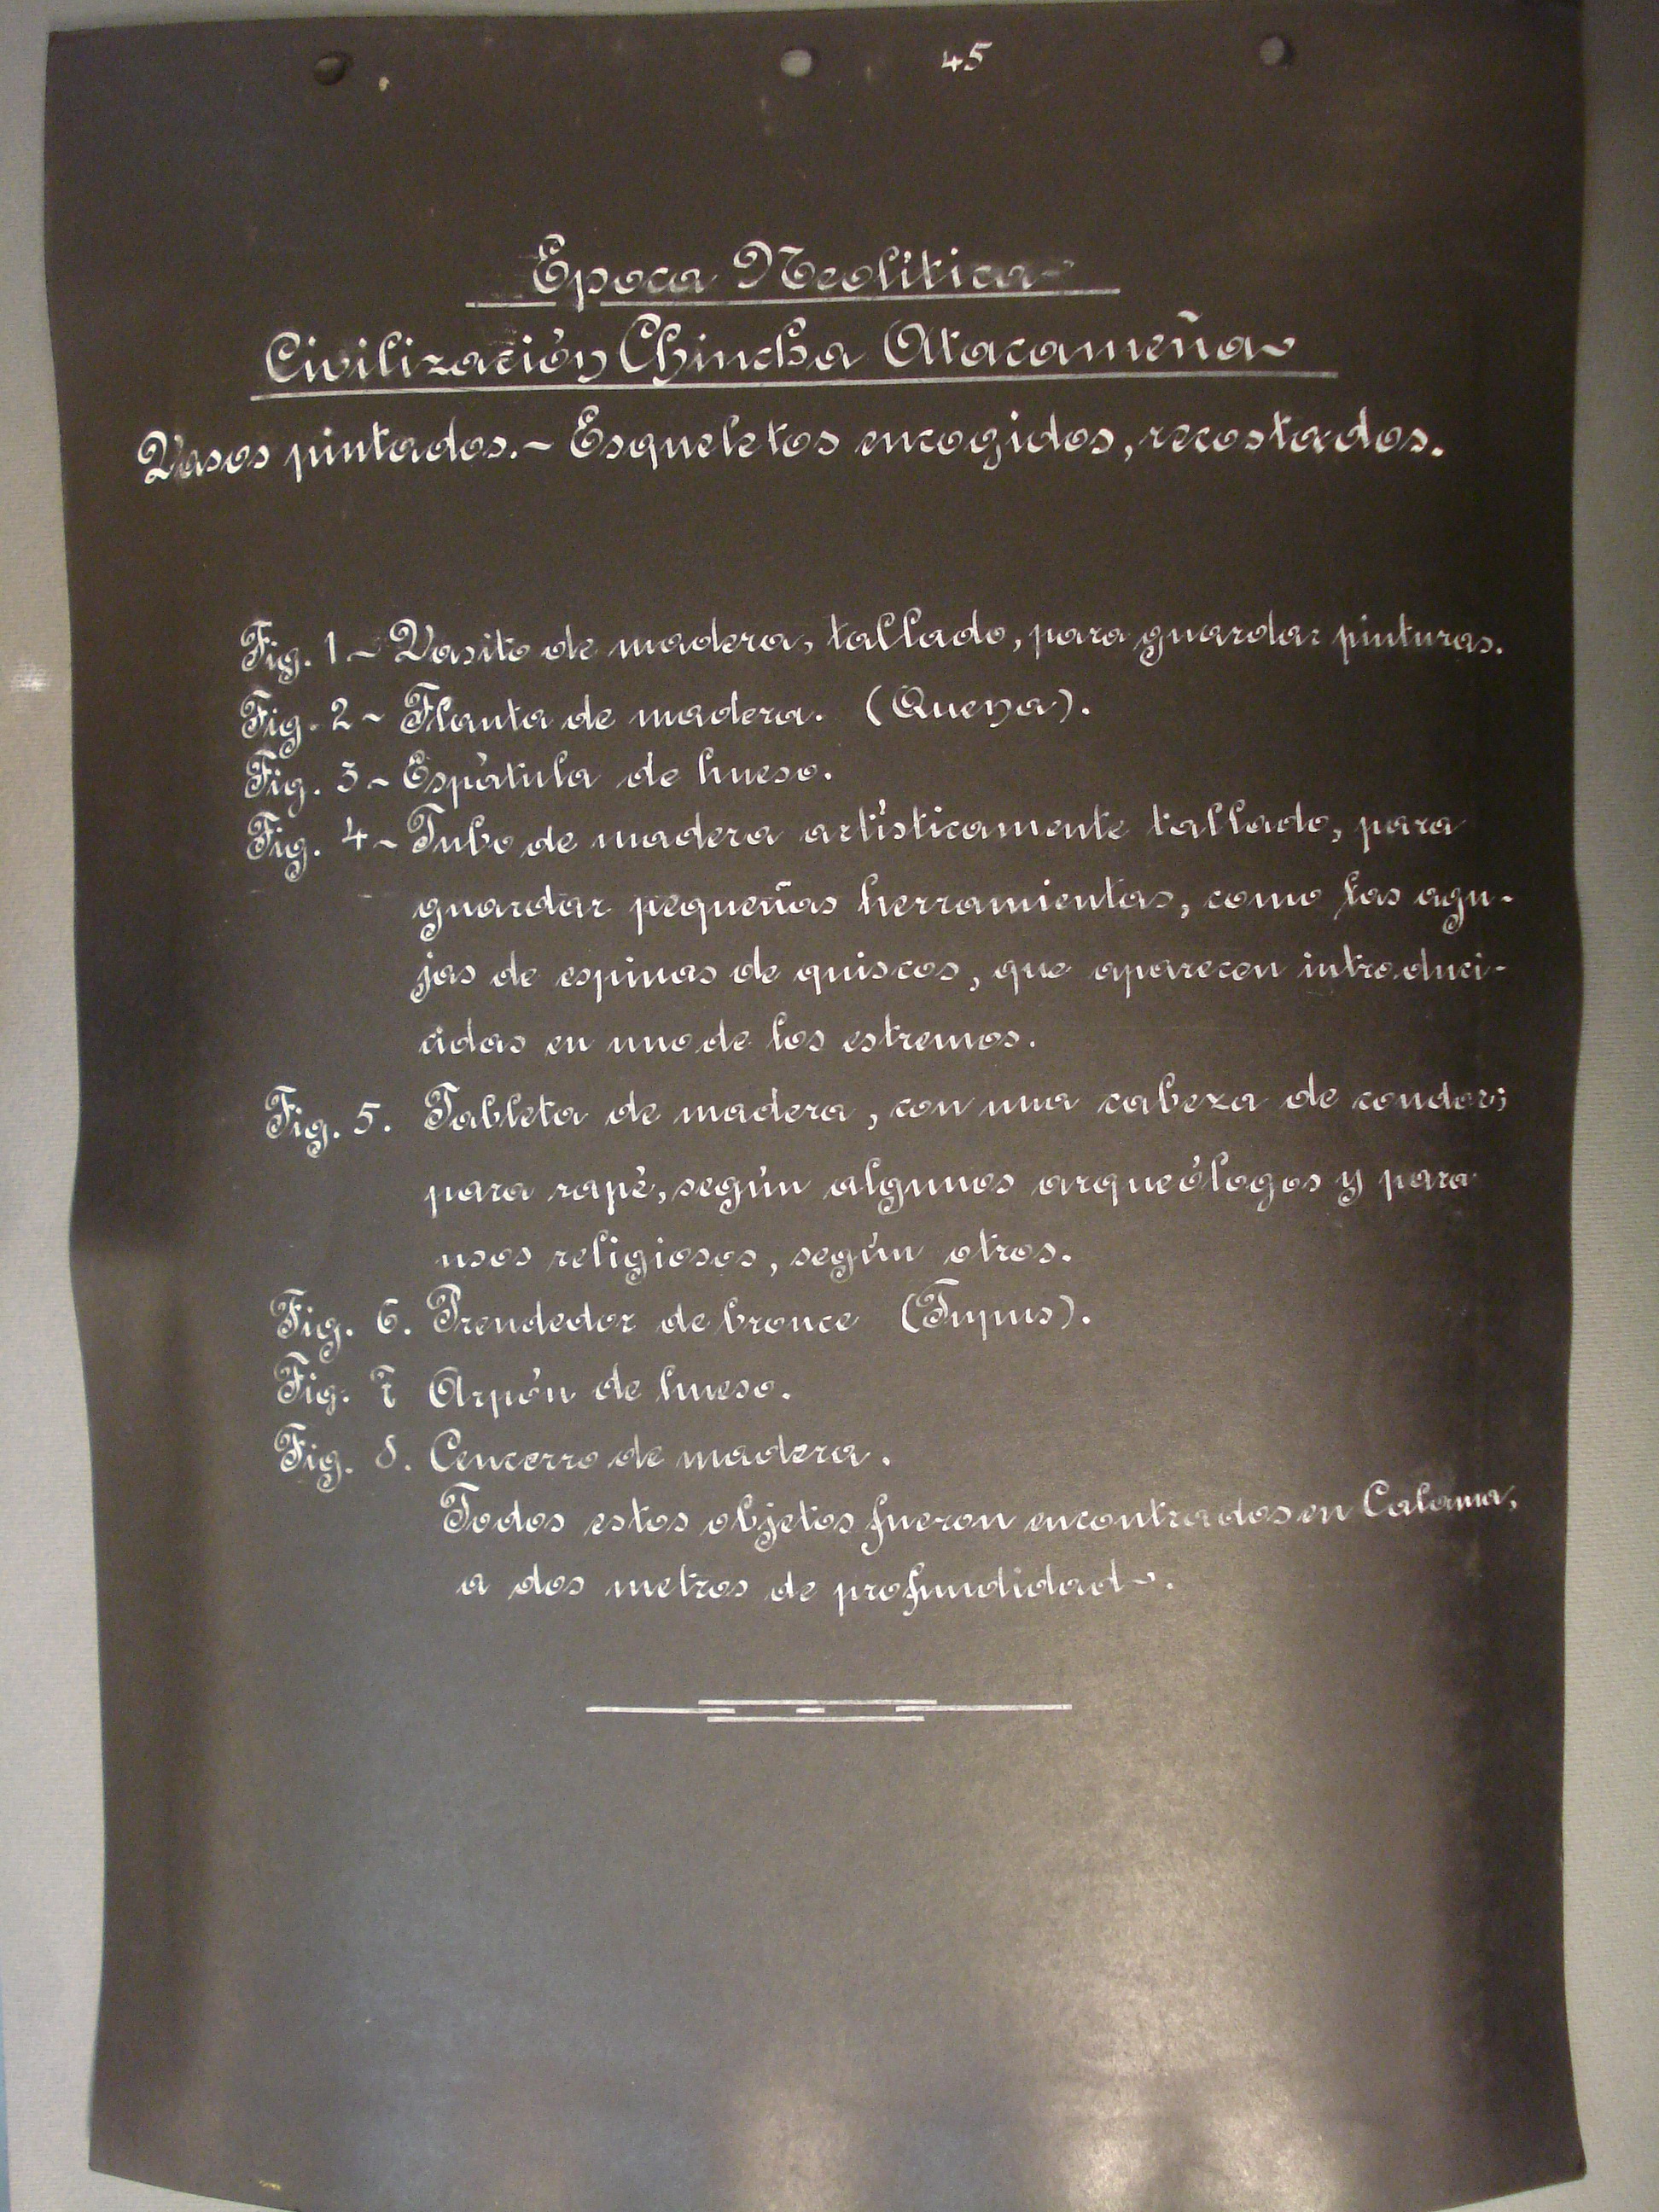 45
Epoca Neolítica
Civilización Chincha Atacameña
Vasos pintados.- Esqueletos encogidos, recostados.
Fig. 1 - Vasito de madera, tallado, para guardar pinturas.
Fig. 2 - Flauta de madera. (Quena).
Fig. 3 - Espátula de hueso.
Fig. 4 - Tubo de madera artísticamente tallado, para
guardar pequeñas herramientas, como las agu-
jas de espinas de quiscos, que aparecen introduci-
cidas en uno de los estremos.
Fig. 5. Tableta de madera, con una cabeza de condor;
para rapé, según algunos arqueólogos y para
usos religiosos, según otros.
Fig. 6. Prendedor de bronce (Tupus).
Fig. 7 Arpón de hueso.
Fig. 8. Cencerro de madera.
Todos estos objetos fueron encontrados en Calama,
a dos metros de profundidad.